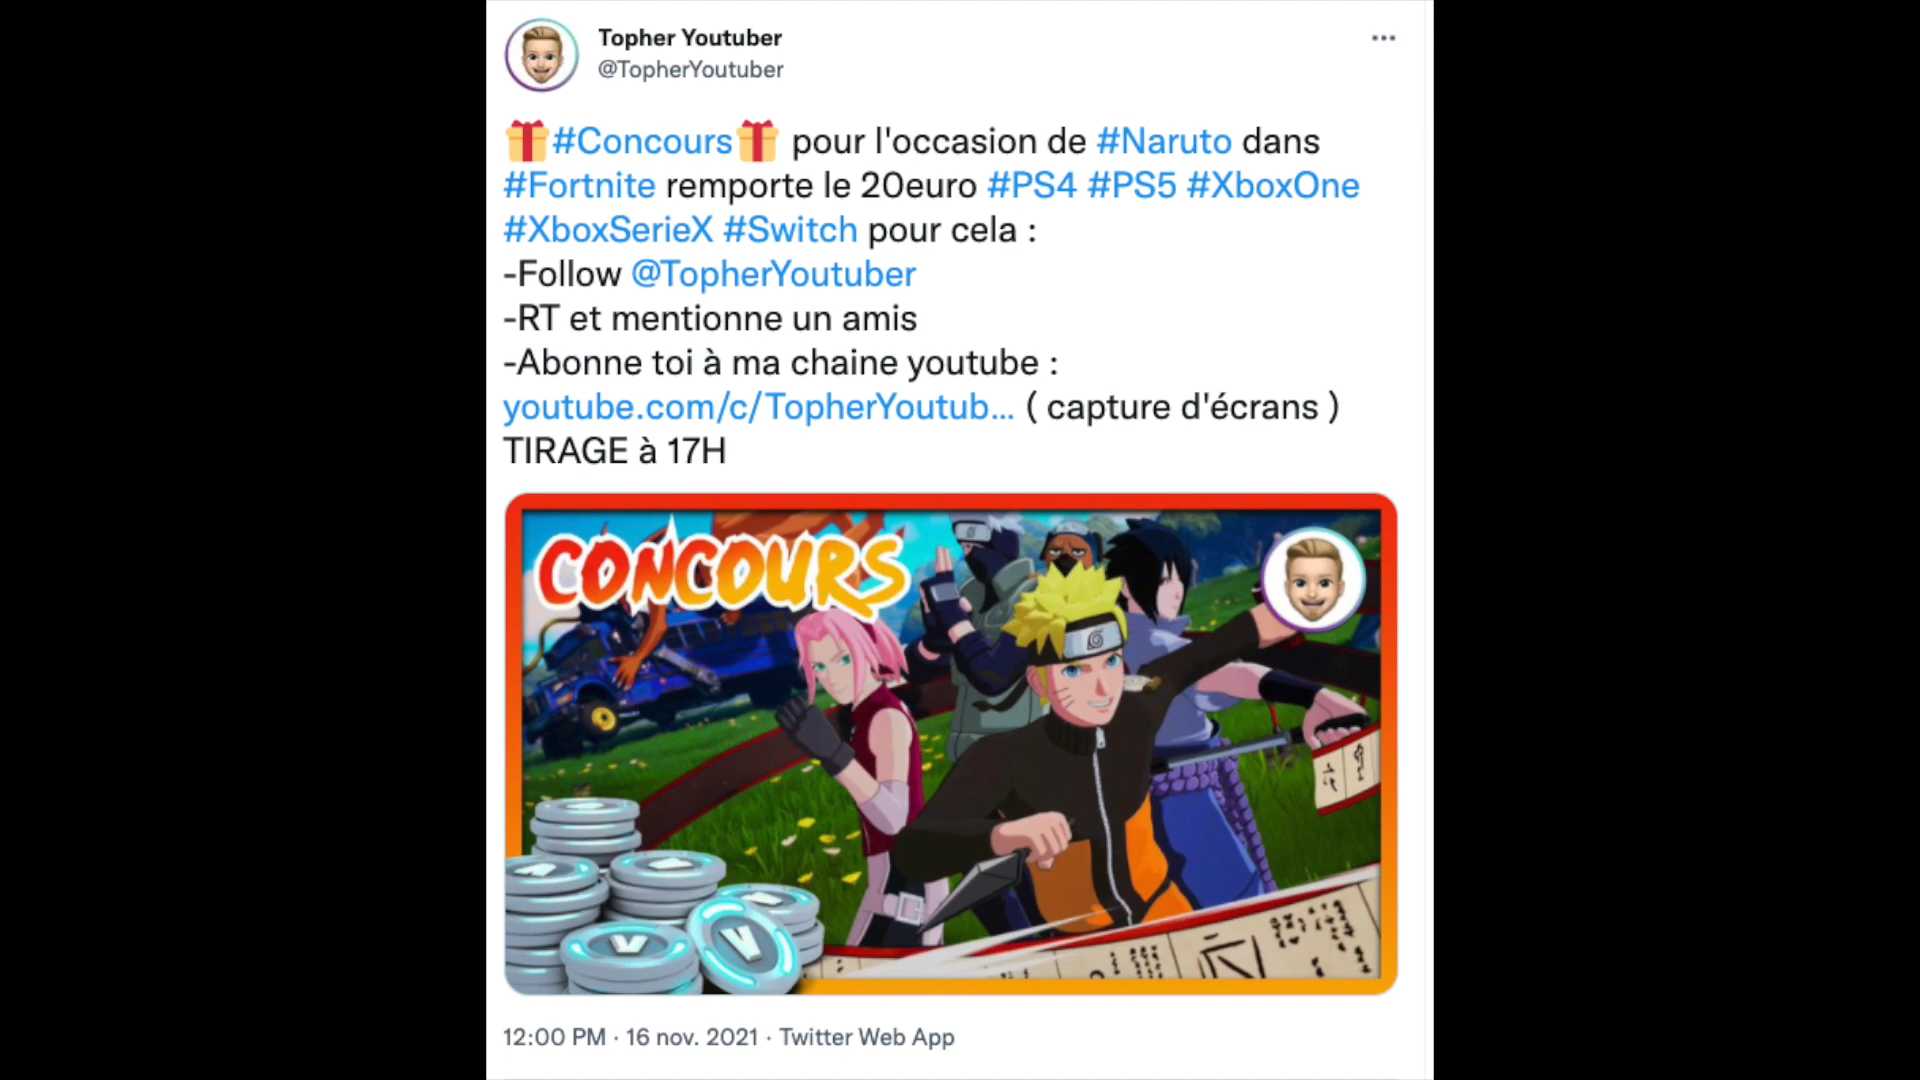 Topher Youtuber
@TopherYoutuber
🎁#Concours🎁 pour l'occasion de #Naruto dans
#Fortnite remporte le 20euro #PS4 #PS5 #XboxOne
#XboxSerieX #Switch pour cela :
-Follow @TopherYoutuber
-RT et mentionne un amis
-Abonne toi à ma chaine youtube :
youtube.com/c/TopherYoutub... ( capture d'écrans )
TIRAGE à 17H
CONCOURS
12:00 PM · 16 nov. 2021 · Twitter Web App